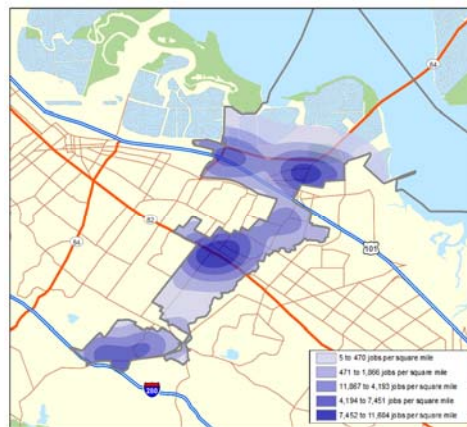 84
82
84
101
280
5 to 470 jobs per square mile
471 to 1,866 jobs per square mile
11,867 to 4,193 jobs per square mile
4,194 to 7,451 jobs per square mile
7,452 to 11,604 jobs per square mile